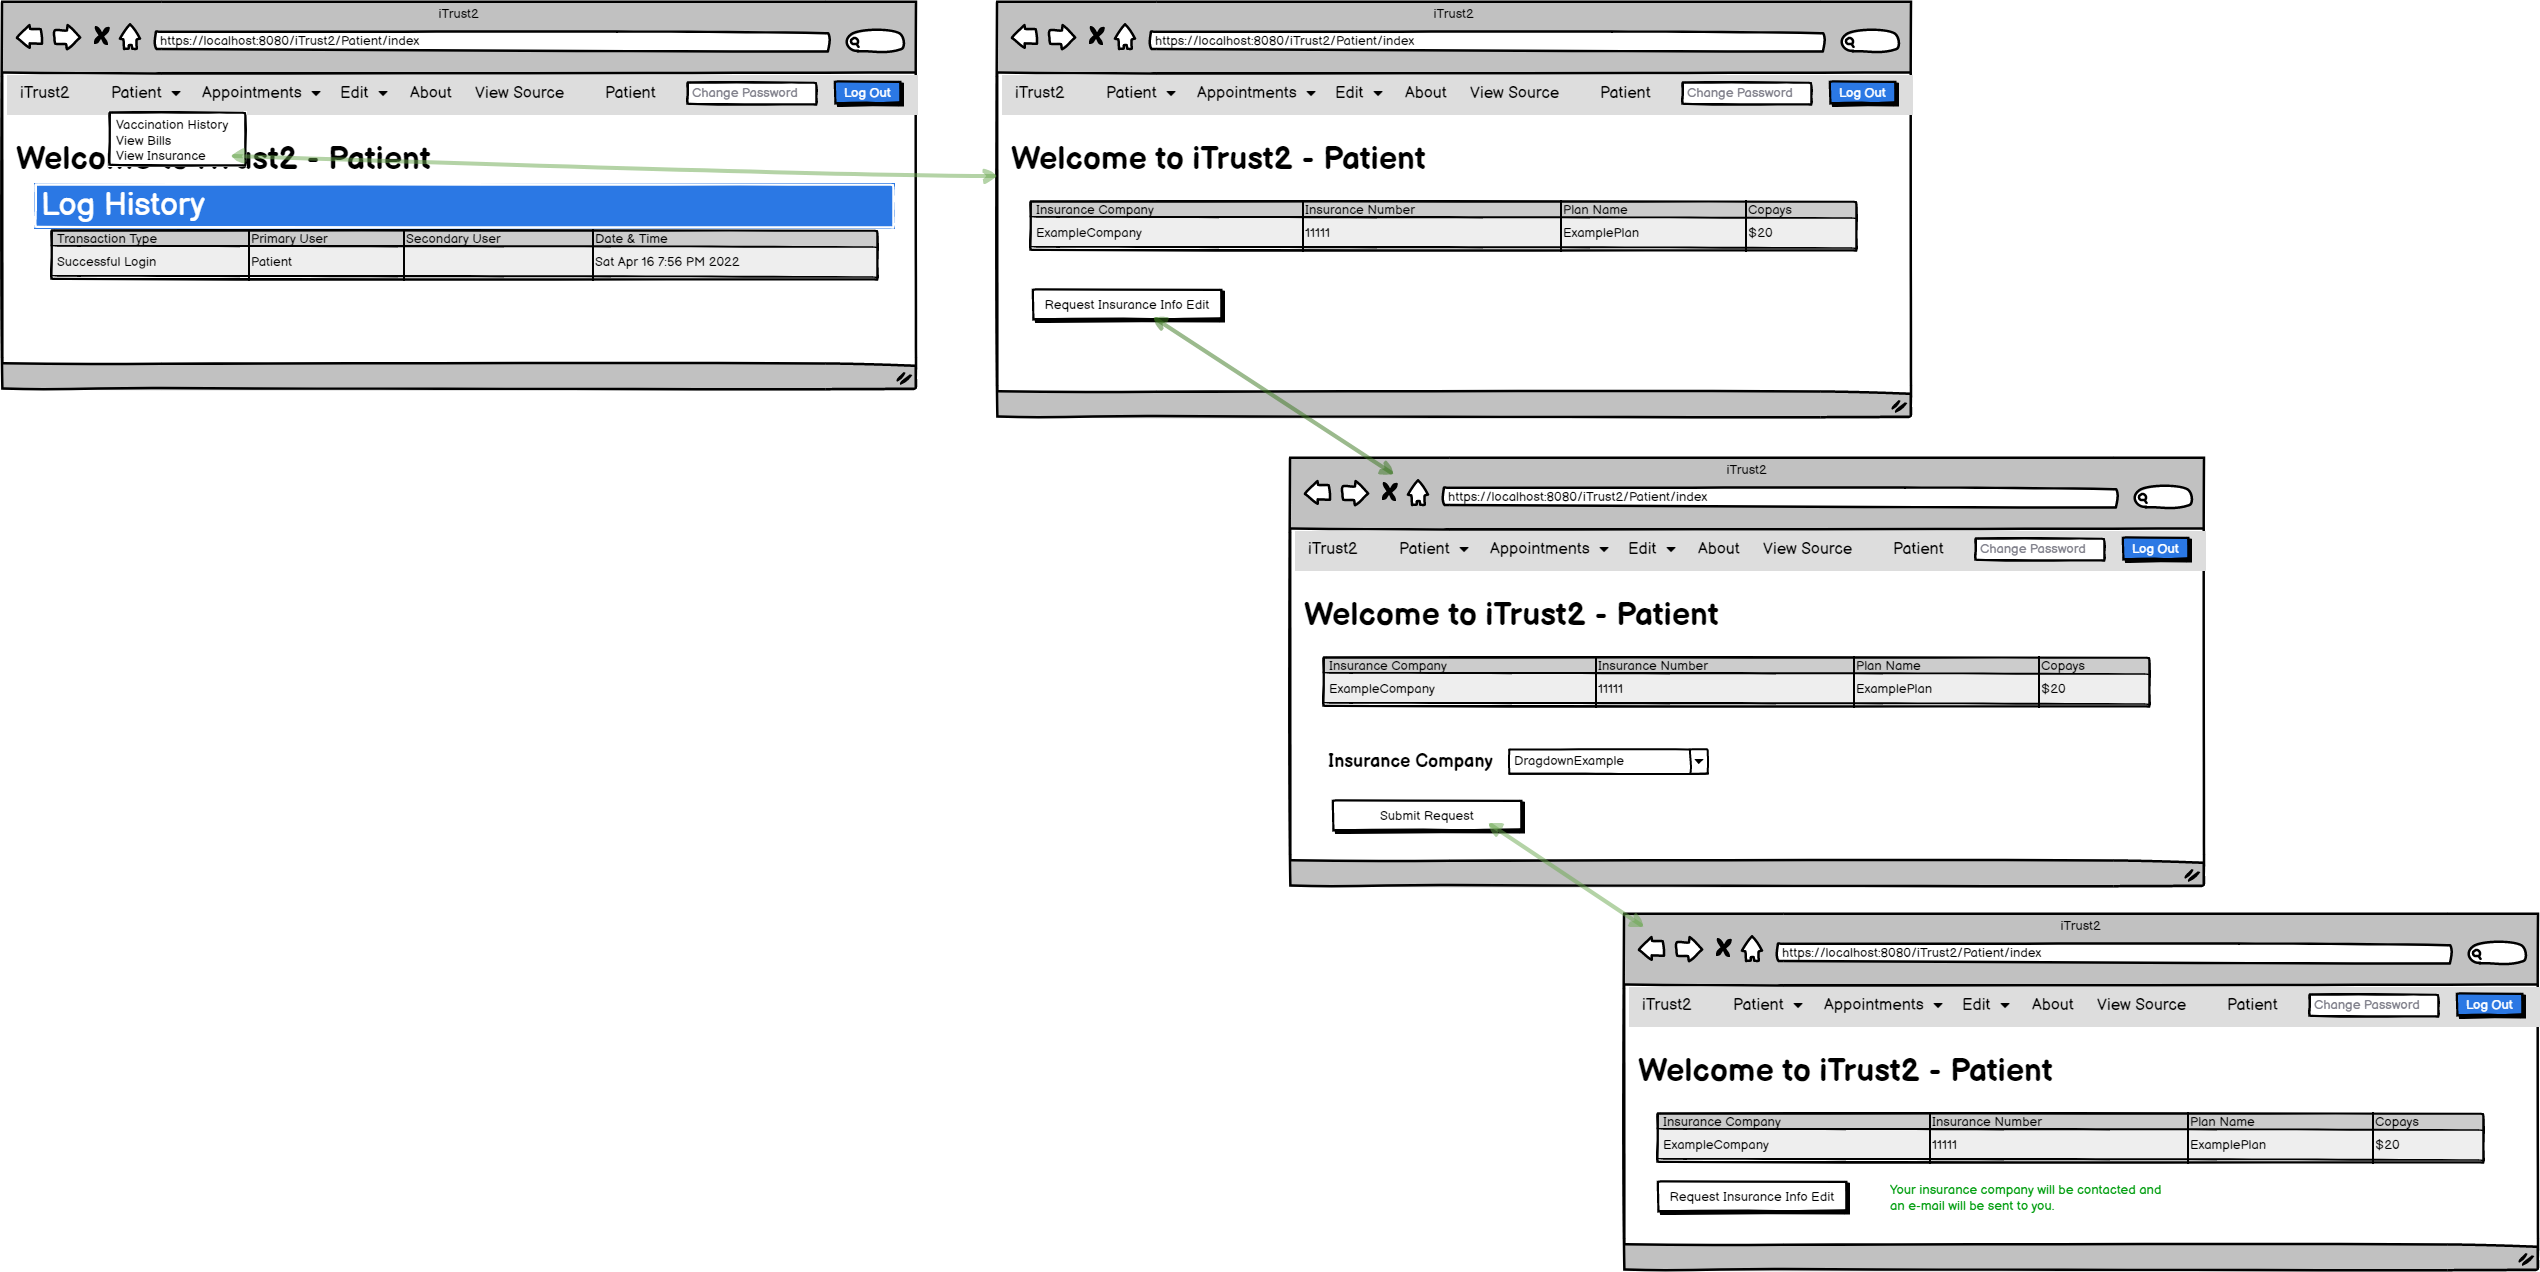 iTrust2
https://localhost:8080/iTrust2/Patient/index
iTrust2 Patient Appointments Edit About View Source Patient Change Password Log Out
Vaccination History
View Bills
View Insurance
Welco iTrust2 - Patient
Log History
Transaction Type Primary User Secondary User Date & Time
Successful Login Patient Sat Apr 16 7:56 PM 2022
iTrust2
https://localhost:8080/iTrust2/Patient/index
iTrust2 Patient Appointments Edit About View Source Patient Change Password Log Out
Welcome to iTrust2 - Patient
Insurance Company Insurance Number Plan Name Copays
ExampleCompany 11111 ExamplePlan $20
Request Insurance Info Edit
iTrust2
https://localhost:8080/iTrust2/Patient/index
iTrust2 Patient Appointments Edit About View Source Patient Change Password Log Out
Welcome to iTrust2 - Patient
Insurance Company Insurance Number Plan Name Copays
ExampleCompany 11111 ExamplePlan $20
Insurance Company DragdownExample
Submit Request
iTrust2
https://localhost:8080/iTrust2/Patient/index
iTrust2 Patient Appointments Edit About View Source Patient Change Password Log Out
Welcome to iTrust2 - Patient
Insurance Company Insurance Number Plan Name Copays
ExampleCompany 11111 ExamplePlan $20
Request Insurance Info Edit
Your insurance company will be contacted and
an e-mail will be sent to you.